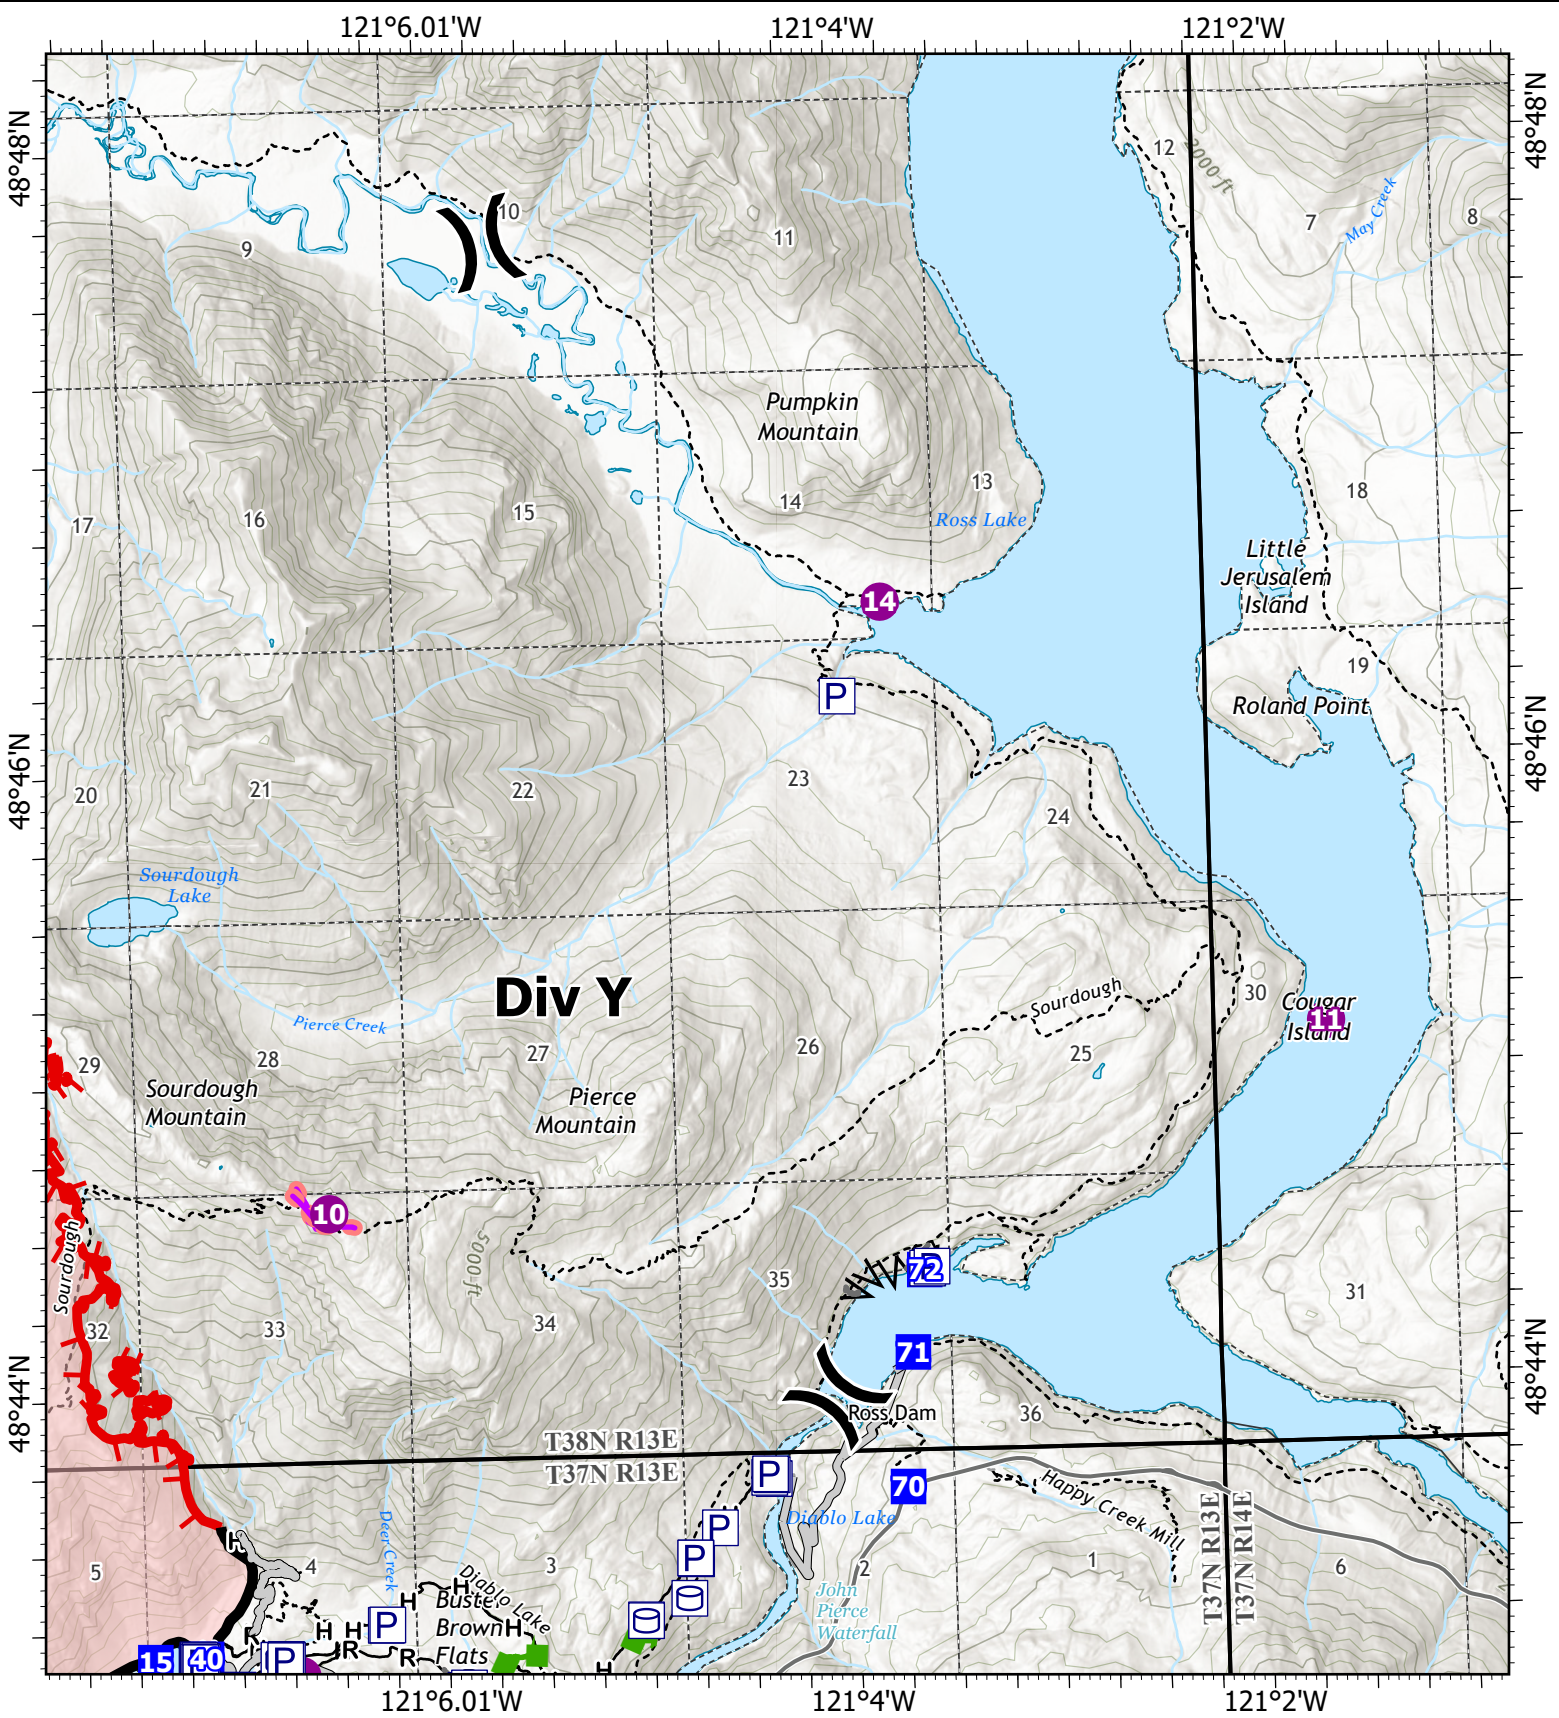 121°6.01'W
121°4'W
121°2'W
48°48'N
48°48'N
12
2000 ft
10
9
11
7
8
May Creek
Pumpkin
Mountain
13
14
Ross Lake
15
16
17
18
Little
Jerusalem
Island
14
19
Roland Point
P
48°46'N
48°46'N
20
21
22
23
24
Sourdough
Lake
Div Y
Sourdough
30
Cougar
Island
11
Pierce Creek
29
28
27
26
25
Sourdough
Mountain
Pierce
Mountain
10
Sourdough
5000 ft
72
P
35
31
32
33
34
71
48°44'N
48°44'N
Ross Dam
36
T38N R13E
T37N R13E
P
70
Happy Creek Mill
Diablo Lake
T37N R13E
T37N R14E
P
H
Deer Creek
P
5
4
3
2
1
6
Diablo Lake
H
H
John
Pierce
Waterfall
Buster
Brown
Flats
P
H
H
H
R
R
R
H
15
40
P
121°6.01'W
121°4'W
121°2'W